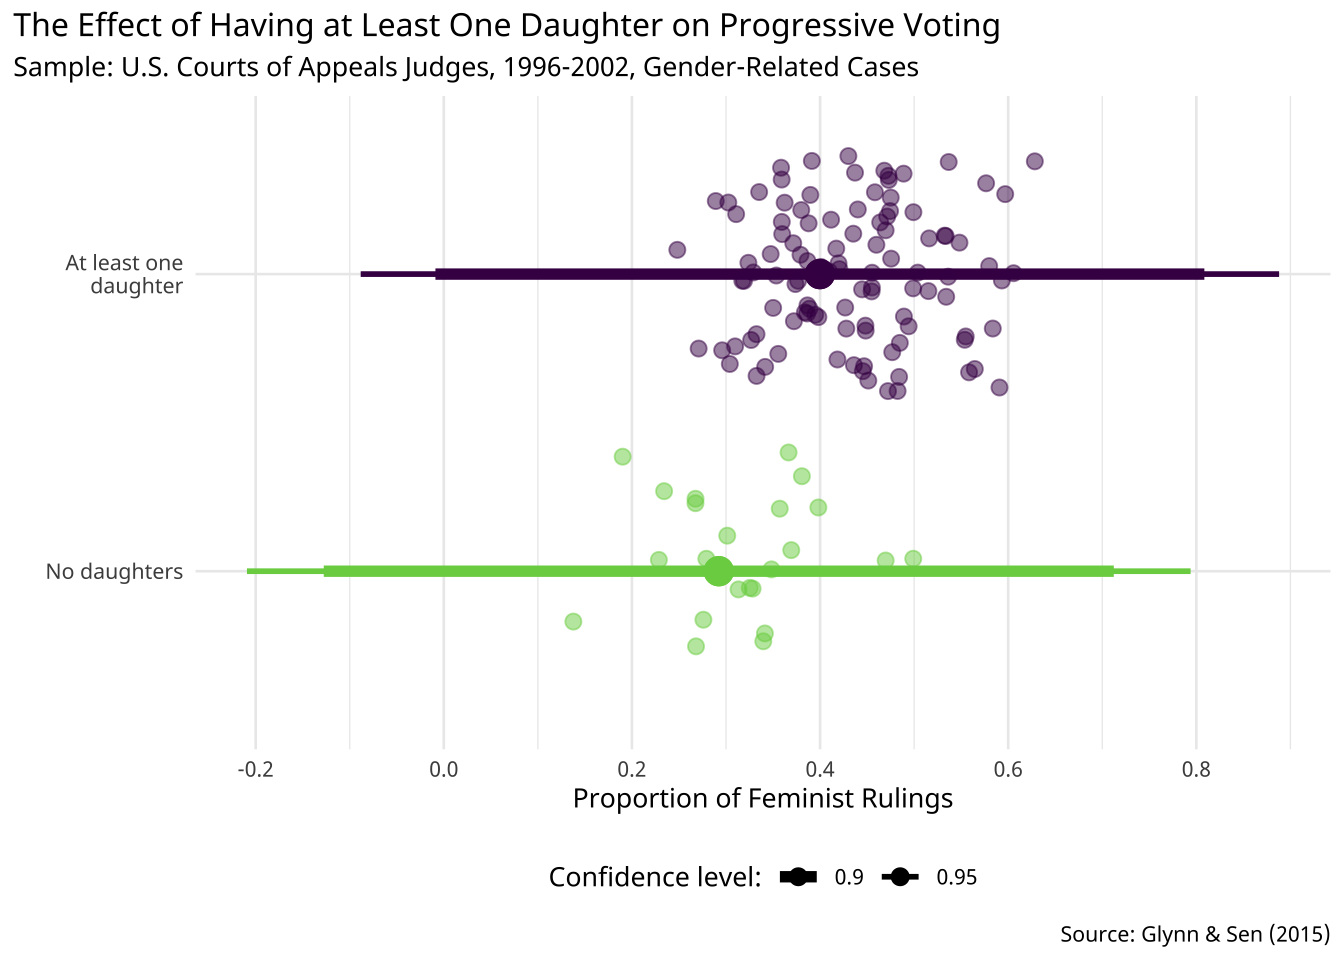 The Effect of Having at Least One Daughter on Progressive Voting
Sample: U.S. Courts of Appeals Judges, 1996-2002, Gender-Related Cases
At least one
daughter
No daughters
-0.2 0.0 0.2 0.4 0.6 0.8
Proportion of Feminist Rulings
Confidence level: 0.9 0.95
Source: Glynn & Sen (2015)